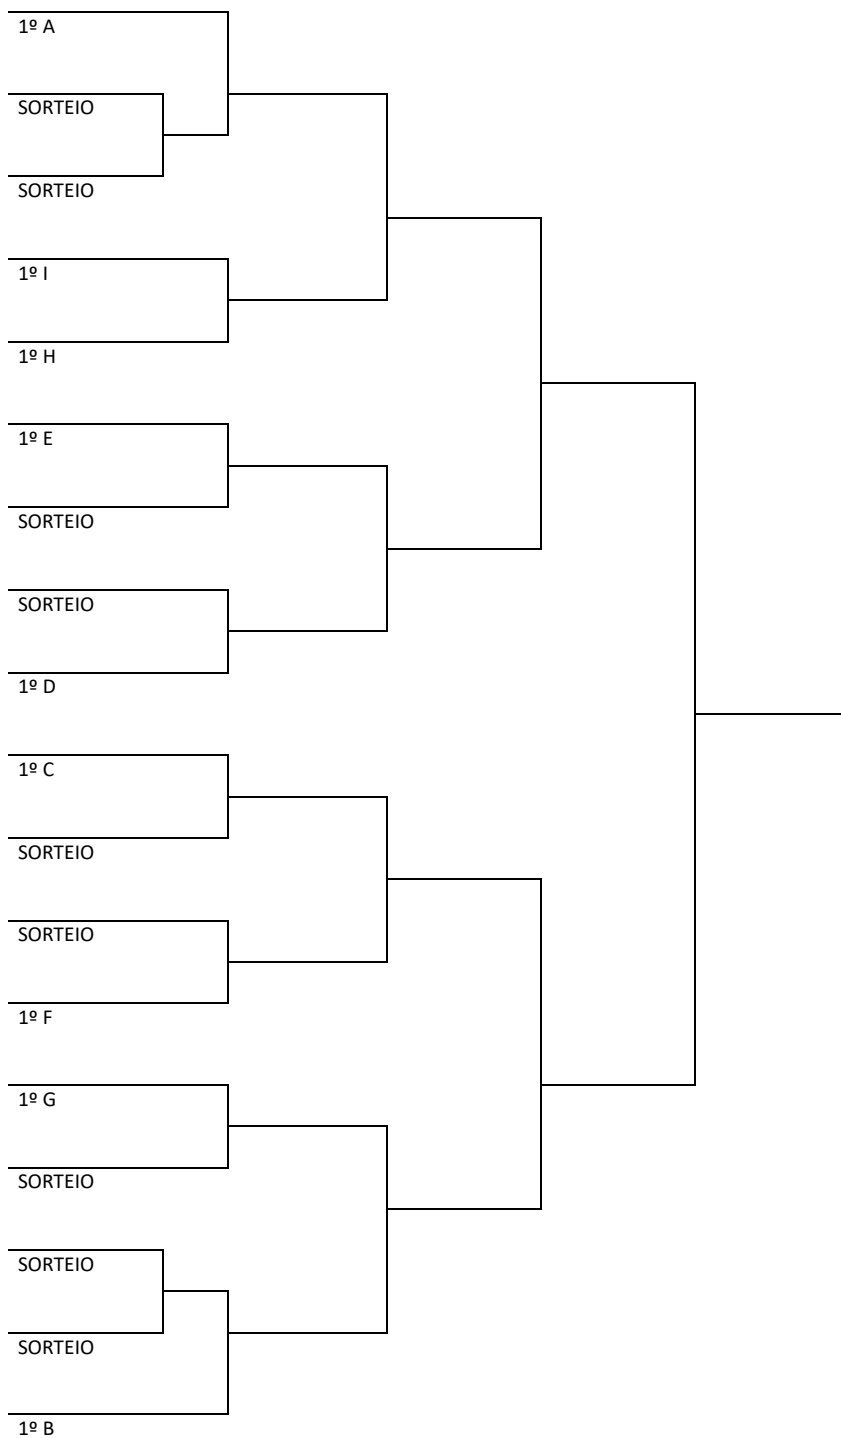 1º A
SORTEIO
SORTEIO
1º I
1º H
1º E
SORTEIO
SORTEIO
1º D
1º C
SORTEIO
SORTEIO
1º F
1º G
SORTEIO
SORTEIO
SORTEIO
1º B